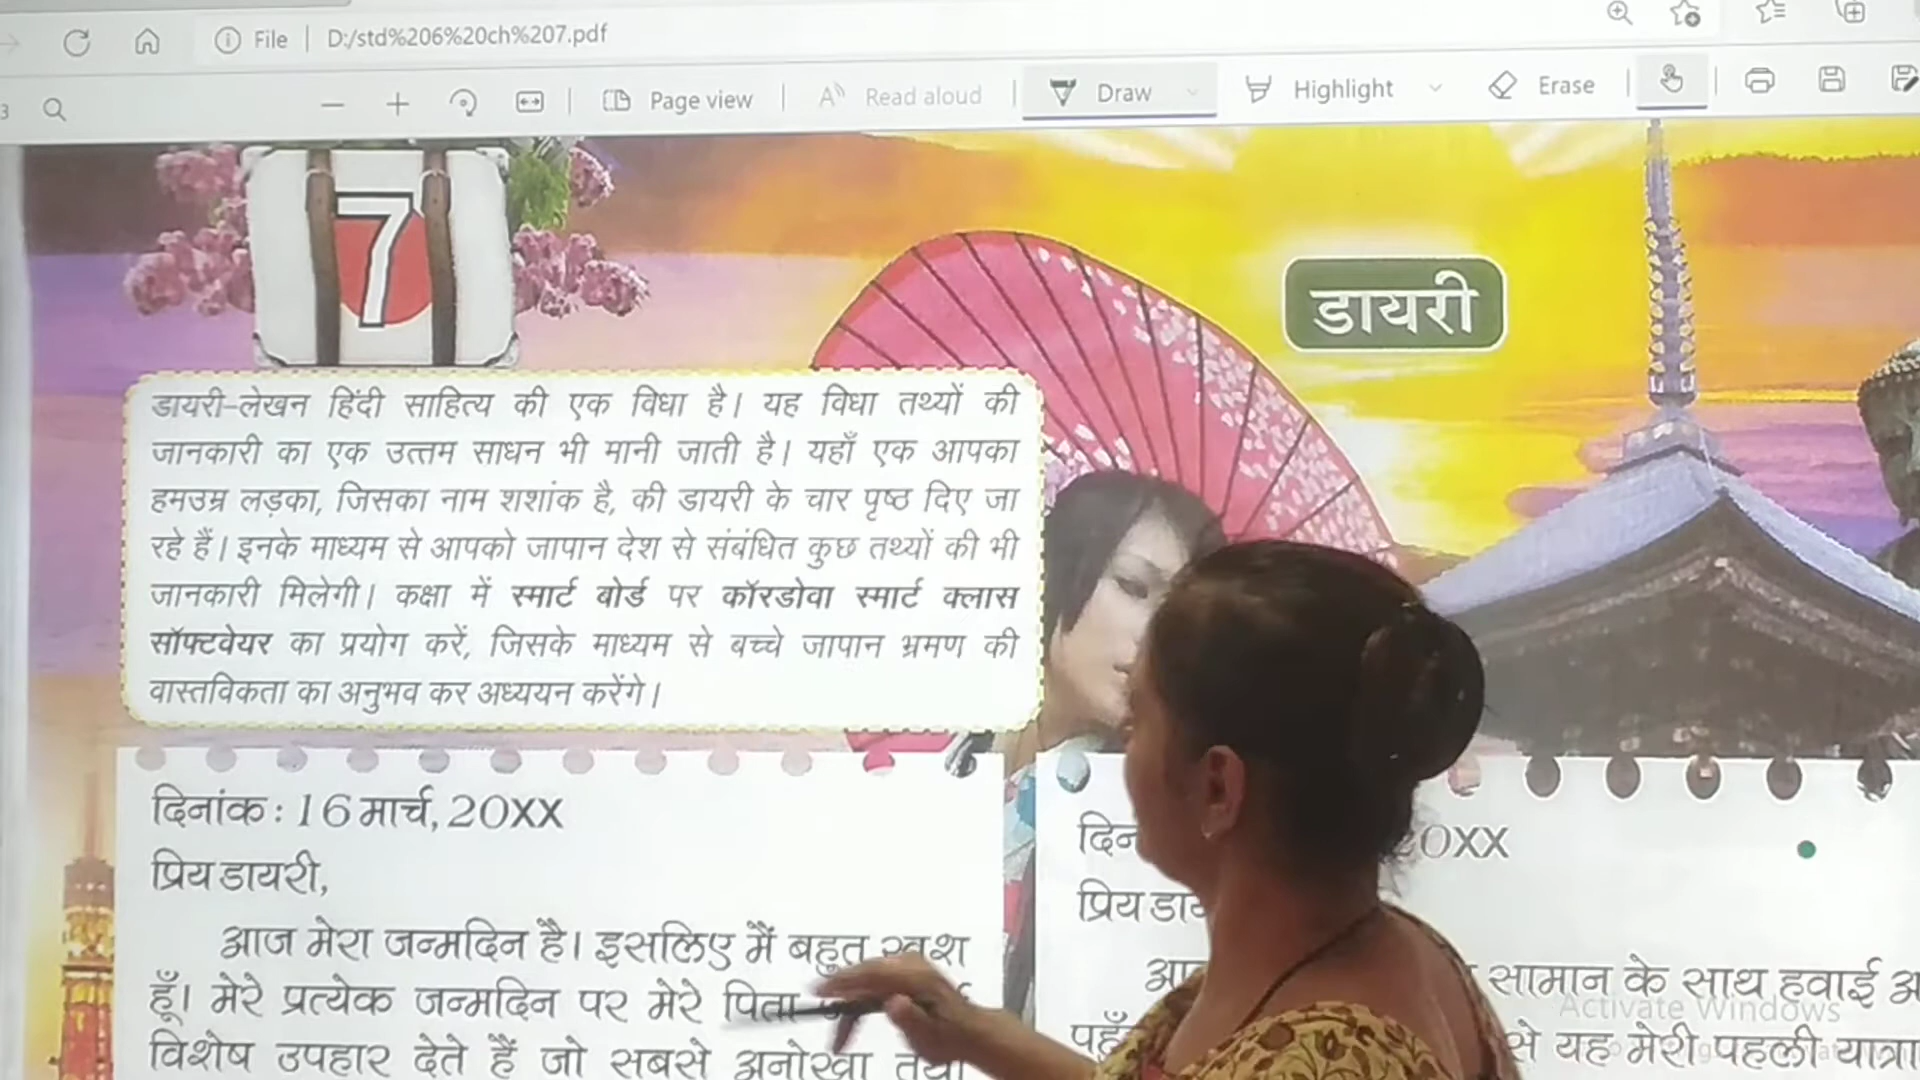 File D:/std%206%20ch%207.pdf
3 Page view Read aloud Draw Highlight Erase
7
डायरी
डायरी-लेखन हिंदी साहित्य की एक विधा है। यह विधा तथ्यों की
जानकारी का एक उत्तम साधन भी मानी जाती है। यहाँ एक आपका
हमउम्र लड़का, जिसका नाम शशांक है, की डायरी के चार पृष्ठ दिए जा
रहे हैं। इनके माध्यम से आपको जापान देश से संबंधित कुछ तथ्यों की भी
जानकारी मिलेगी। कक्षा में स्मार्ट बोर्ड पर कॉरडोवा स्मार्ट क्लास
सॉफ्टवेयर का प्रयोग करें, जिसके माध्यम से बच्चे जापान भ्रमण की
वास्तविकता का अनुभव कर अध्ययन करेंगे।
दिनांक: 16 मार्च, 20XX
प्रिय डायरी,
आज मेरा जन्मदिन है। इसलिए मैं बहुत खुश
हूँ। मेरे प्रत्येक जन्मदिन पर मेरे पिता
विशेष उपहार देते हैं जो सबसे अनोखा तथा
20XX
प्रिय
सामान के साथ हवाई
से यह मेरी पहली यात्रा
Activate Windows